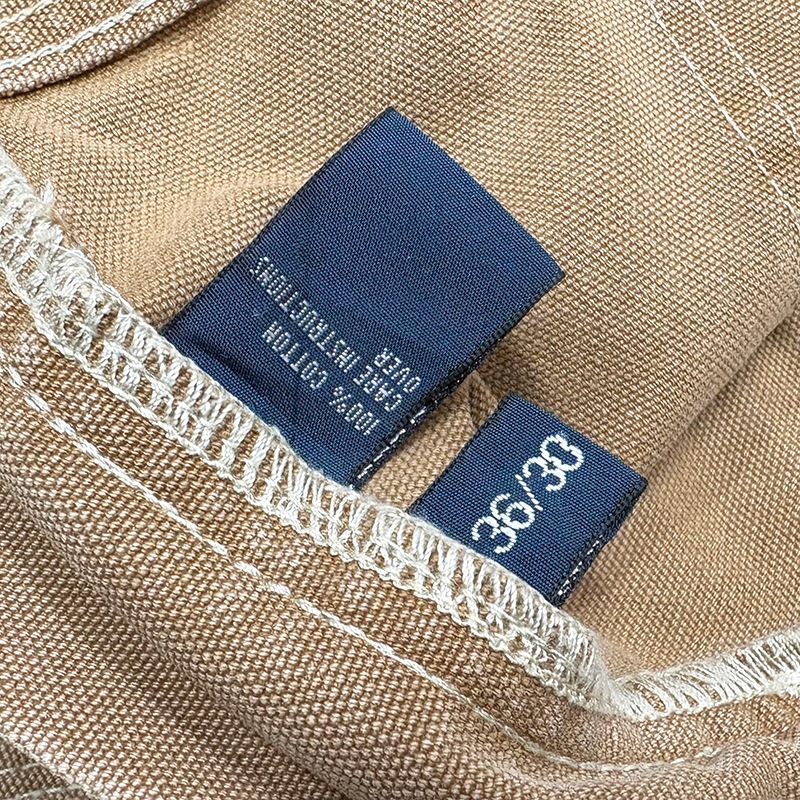 100% COTTON
CARE INSTRUCTIONS
OVER
36/30